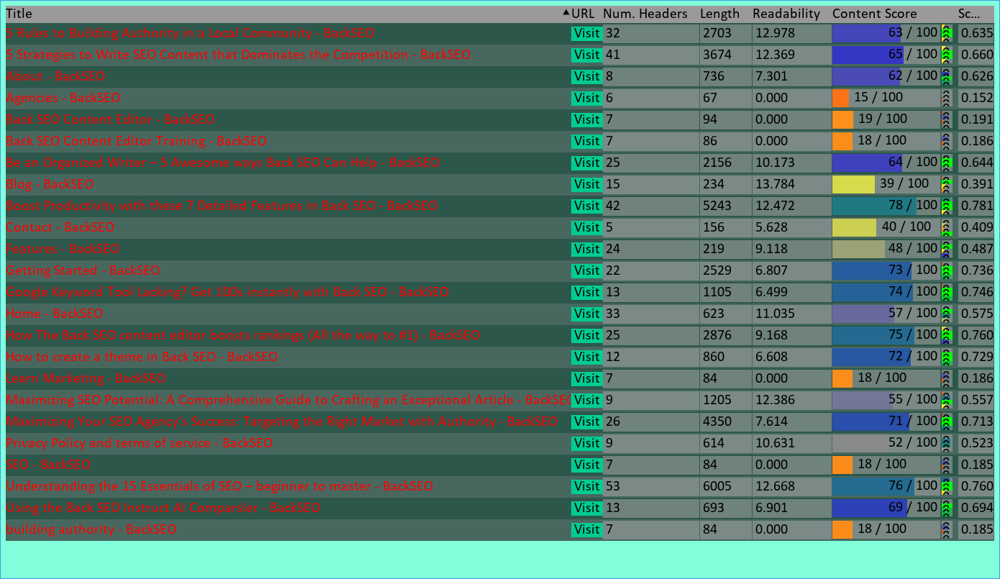 Title URL Num. Headers Length Readability Content Score Sc...
5 Rules to Building Authority in a Local Community - BackSEO Visit 32 2703 12.978 63 / 100 0.635
5 Strategies to Write SEO Content that Dominates the Competition - BackSEO Visit 41 3674 12.369 65 / 100 0.660
About - BackSEO Visit 8 736 7.301 62 / 100 0.626
Agencies - BackSEO Visit 6 67 0.000 15 / 100 0.152
Back SEO Content Editor - BackSEO Visit 7 94 0.000 19 / 100 0.191
Back SEO Content Editor Training - BackSEO Visit 7 86 0.000 18 / 100 0.186
Be an Organized Writer – 5 Awesome ways Back SEO Can Help - BackSEO Visit 25 2156 10.173 64 / 100 0.644
Blog - BackSEO Visit 15 234 13.784 39 / 100 0.391
Boost Productivity with these 7 Detailed Features in Back SEO - BackSEO Visit 42 5243 12.472 78 / 100 0.781
Contact - BackSEO Visit 5 156 5.628 40 / 100 0.409
Features - BackSEO Visit 24 219 9.118 48 / 100 0.487
Getting Started - BackSEO Visit 22 2529 6.807 73 / 100 0.736
Google Keyword Tool Lacking? Get 100s instantly with Back SEO - BackSEO Visit 13 1105 6.499 74 / 100 0.746
Home - BackSEO Visit 33 623 11.035 57 / 100 0.575
How The Back SEO content editor boosts rankings (All the way to #1) - BackSEO Visit 25 2876 9.168 75 / 100 0.760
How to create a theme in Back SEO - BackSEO Visit 12 860 6.608 72 / 100 0.729
Learn Marketing - BackSEO Visit 7 84 0.000 18 / 100 0.186
Maximizing SEO Potential: A Comprehensive Guide to Crafting an Exceptional Article - BackSEO Visit 9 1205 12.386 55 / 100 0.557
Maximizing Your SEO Agency's Success: Targeting the Right Market with Authority - BackSEO Visit 26 4350 7.614 71 / 100 0.713
Privacy Policy and terms of service - BackSEO Visit 9 614 10.631 52 / 100 0.523
SEO - BackSEO Visit 7 84 0.000 18 / 100 0.185
Understanding the 15 Essentials of SEO – beginner to master - BackSEO Visit 53 6005 12.668 76 / 100 0.760
Using the Back SEO Instruct AI Comparsler - BackSEO Visit 13 693 6.901 69 / 100 0.694
building authority - BackSEO Visit 7 84 0.000 18 / 100 0.185